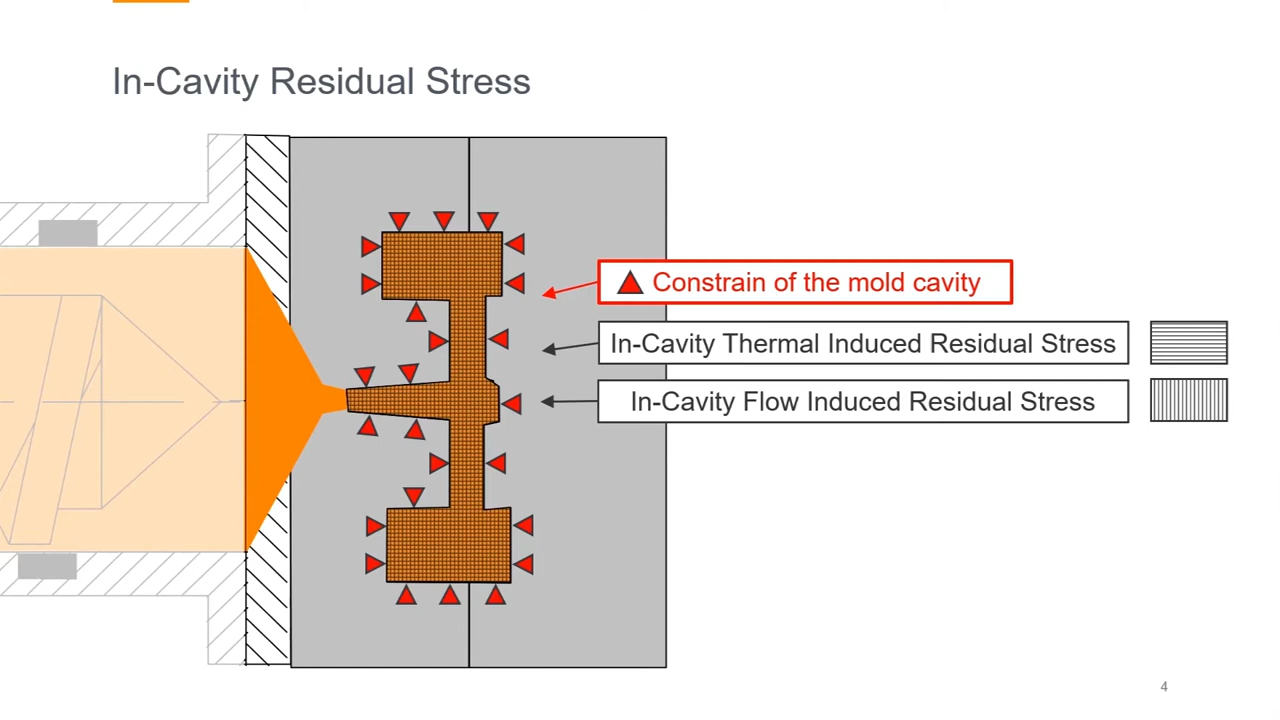 In-Cavity Residual Stress
Constrain of the mold cavity
In-Cavity Thermal Induced Residual Stress
In-Cavity Flow Induced Residual Stress
4